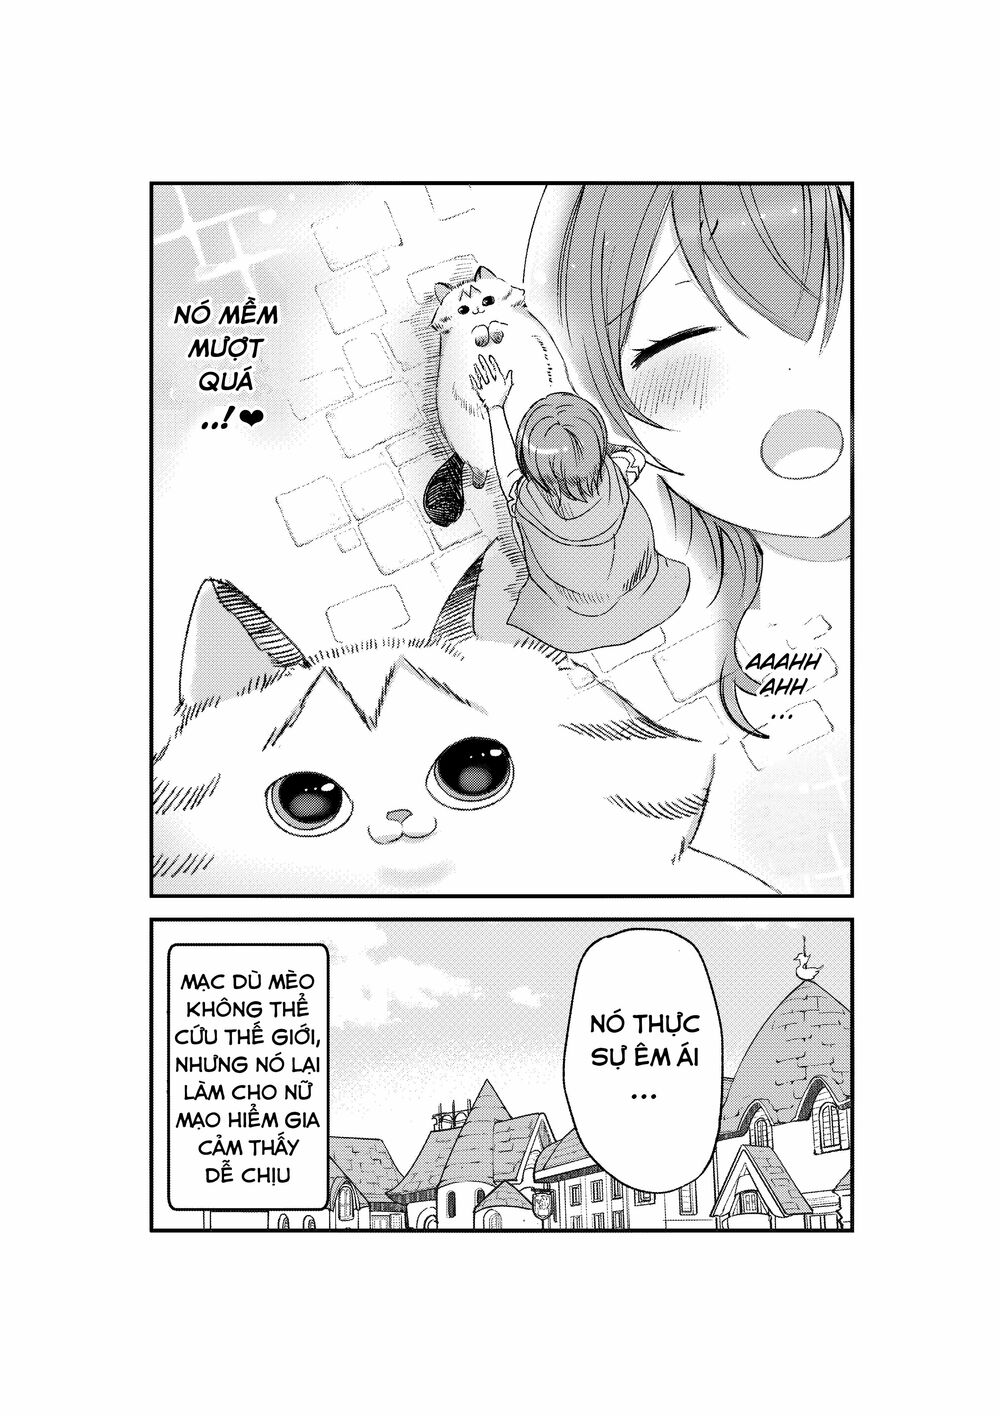 NÓ MỀM
MƯỢT
QUÁ
..! ❤
AAAHH
AHH
...
NÓ THỰC
SỰ ÊM ÁI
...
MẠC DÙ MÈO
KHÔNG THỂ
CỨU THẾ GIỚI,
NHƯNG NÓ LẠI
LÀM CHO NỮ
MẠO HIỂM GIA
CẢM THẤY
DỄ CHỊU